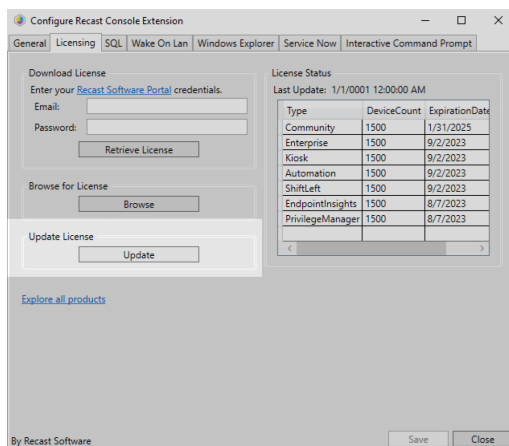 Configure Recast Console Extension
General Licensing SQL Wake On Lan Windows Explorer Service Now Interactive Command Prompt
Download License
Enter your Recast Software Portal credentials.
Email:
Password:
Retrieve License
Browse for License
Browse
Update License
Update
Explore all products
License Status
Last Update: 1/1/0001 12:00:00 AM
Type DeviceCount ExpirationDate
Community 1500 1/31/2025
Enterprise 1500 9/2/2023
Kiosk 1500 9/2/2023
Automation 1500 9/2/2023
ShiftLeft 1500 9/2/2023
EndpointInsights 1500 8/7/2023
PrivilegeManager 1500 8/7/2023
By Recast Software
Save Close